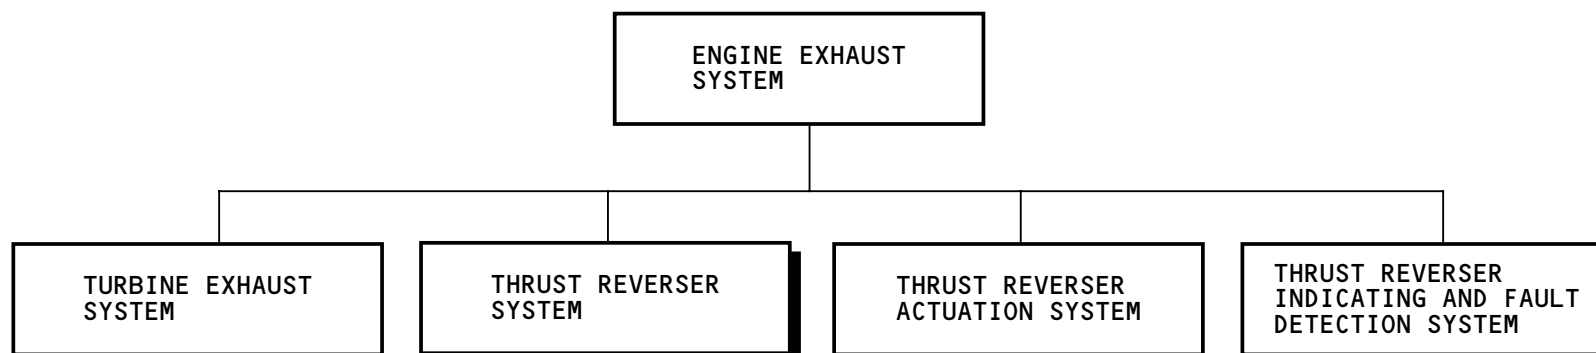 ENGINE EXHAUST
SYSTEM
TURBINE EXHAUST
SYSTEM
THRUST REVERSER
SYSTEM
THRUST REVERSER
ACTUATION SYSTEM
THRUST REVERSER
INDICATING AND FAULT
DETECTION SYSTEM